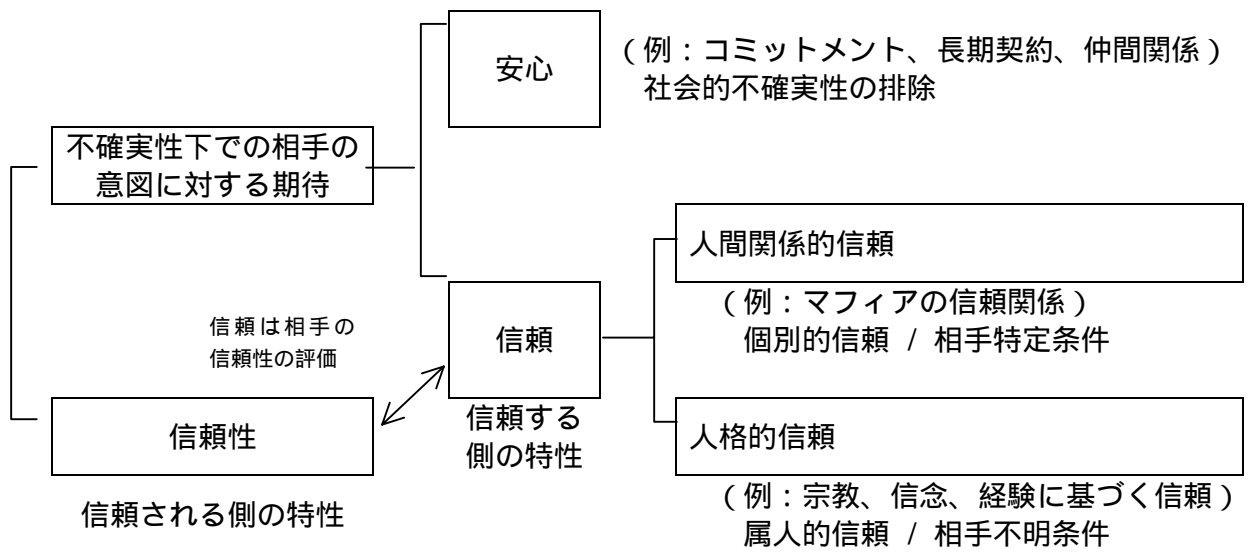 安心
（例：コミットメント、長期契約、仲間関係）
社会的不確実性の排除
不確実性下での相手の
意図に対する期待
人間関係的信頼
（例：マフィアの信頼関係）
個別的信頼 / 相手特定条件
信頼は相手の
信頼性の評価
信頼
信頼する
側の特性
信頼性
信頼される側の特性
人格的信頼
（例：宗教、信念、経験に基づく信頼）
属人的信頼 / 相手不明条件